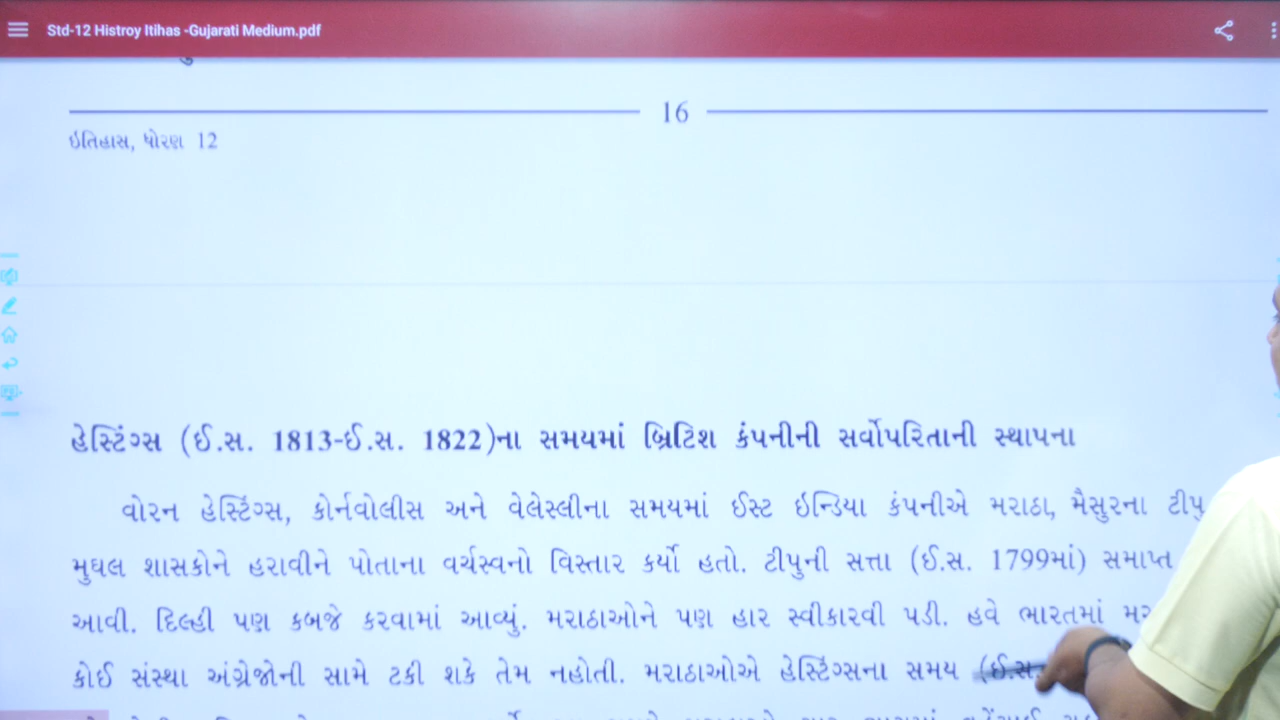 Std-12 Histroy Itihas -Gujarati Medium.pdf
16
ઇતિહાસ, ધોરણ 12
હેસ્ટિંગ્સ (ઈ.સ. 1813-ઈ.સ. 1822)ના સમયમાં બ્રિટિશ કંપનીની સર્વોપરિતાની સ્થાપના
વોરન હેસ્ટિંગ્સ, કોર્નવોલીસ અને વેલેસ્લીના સમયમાં ઈસ્ટ ઇન્ડિયા કંપનીએ મરાઠા, મૈસુરના ટીપુ
મુઘલ શાસકોને હરાવીને પોતાના વર્ચસ્વનો વિસ્તાર કર્યો હતો. ટીપુની સત્તા (ઈ.સ. 1799માં) સમાપ્ત
આવી. દિલ્હી પણ કબજે કરવામાં આવ્યું. મરાઠાઓને પણ હાર સ્વીકારવી પડી. હવે ભારતમાં
કોઈ સંસ્થા અંગ્રેજોની સામે ટકી શકે તેમ નહોતી. મરાઠાઓએ હેસ્ટિંગ્સના સમય (ઈ.સ.